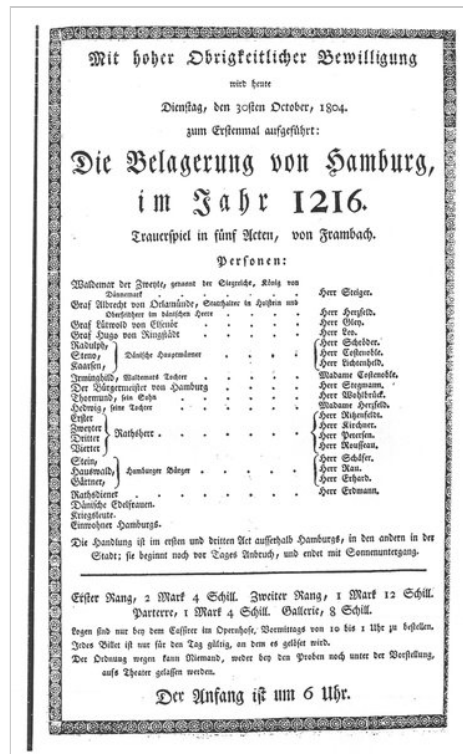 Mit hoher Obrigkeitlicher Bewilligung
wird heute
Dienstag, den 30sten October, 1804.
zum Erstenmal aufgeführt:
Die Belagerung von Hamburg,
im Jahr 1216.
Trauerspiel in fünf Acten, von Frambach.
Personen:
Waldemar der Zweyte, genannt der Siegreiche, König von
Dännemark . . . . . . Herr Steiger.
Graf Albrecht von Orlamünde, Statthalter in Holstein und
Oberfeldherr im dänischen Heere . . . . Herr Herzfeld.
Graf Lütwold von Elsenör . . . . . Herr Gley.
Graf Hugo von Ringstädt . . . . . Herr Leo.
Radulph, Herr Schröder.
Steno, Dänische Hauptmänner . . . . Herr Costenoble.
Kaarsen, Herr Lichtenheld.
Irminghild, Waldemars Tochter . . . . . Madame Costenoble.
Der Bürgermeister von Hamburg . . . . Herr Stegmann.
Thormund, sein Sohn . . . . . Herr Wohlbrück.
Hedwig, seine Tochter . . . . . Madame Herzfeld.
Erster Herr Ritzenfeldt.
Zweyter Herr Kirchner.
Dritter Rathsherr . . . . . . Herr Petersen.
Vierter Herr Rousseau.
Stein, Herr Schäfer.
Hauswald, Hamburger Bürger . . . . . Herr Rau.
Gärtner, Herr Erhard.
Rathsdiener . . . . . . Herr Erdmann.
Dänische Edelfrauen.
Kriegsleute.
Einwohner Hamburgs.
Die Handlung ist im ersten und dritten Act ausserhalb Hamburgs, in den andern in der
Stadt; sie beginnt noch vor Tages Anbruch, und endet mit Sonnenuntergang.
Erster Rang, 2 Mark 4 Schill. Zweiter Rang, 1 Mark 12 Schill.
Parterre, 1 Mark 4 Schill. Gallerie, 8 Schill.
Logen sind nur bey dem Cassirer im Opernhofe, Vormittags von 10 bis 1 Uhr zu bestellen.
Jedes Billet ist nur für den Tag gültig, an dem es gelöset wird.
Der Ordnung wegen kann Niemand, weder bey den Proben noch unter der Vorstellung,
aufs Theater gelassen werden.
Der Anfang ist um 6 Uhr.